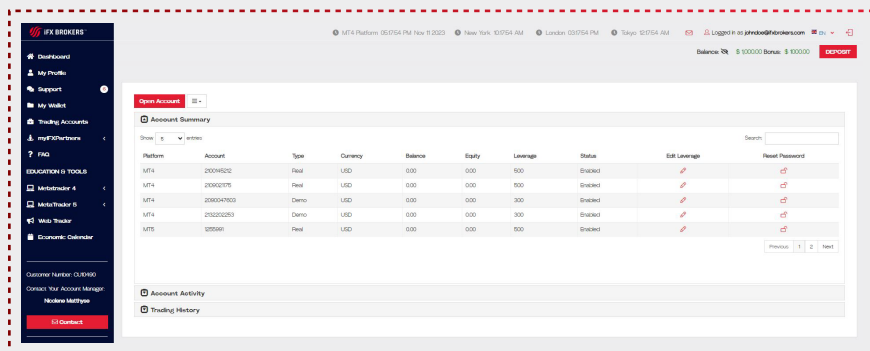 iFX BROKERS
MT4 Platform 05:17:54 PM Nov 11 2023 New York 10:17:54 AM London 03:17:54 PM Tokyo 12:17:54 AM Logged in as johndoe@ifxbrokers.com EN
Balance: $ 1,000.00 Bonus: $ 1000.00 DEPOSIT
Dashboard
My Profile
Support
My Wallet
Trading Accounts
myIFXPartners
FAQ
EDUCATION & TOOLS
Metatrader 4
MetaTrader 5
Web Trader
Economic Calendar
Customer Number: CU10490
Contact Your Account Manager:
Nicolene Matthyse
Contact
Open Account
Account Summary
Show 5 entries Search:
Platform Account Type Currency Balance Equity Leverage Status Edit Leverage Reset Password
MT4 2100145212 Real USD 0.00 0.00 500 Enabled
MT4 2109021175 Real USD 0.00 0.00 500 Enabled
MT4 2090047603 Demo USD 0.00 0.00 300 Enabled
MT4 2132202253 Demo USD 0.00 0.00 300 Enabled
MT5 Real USD 0.00 0.00 500 Enabled
Previous 1 2 Next
Account Activity
Trading History